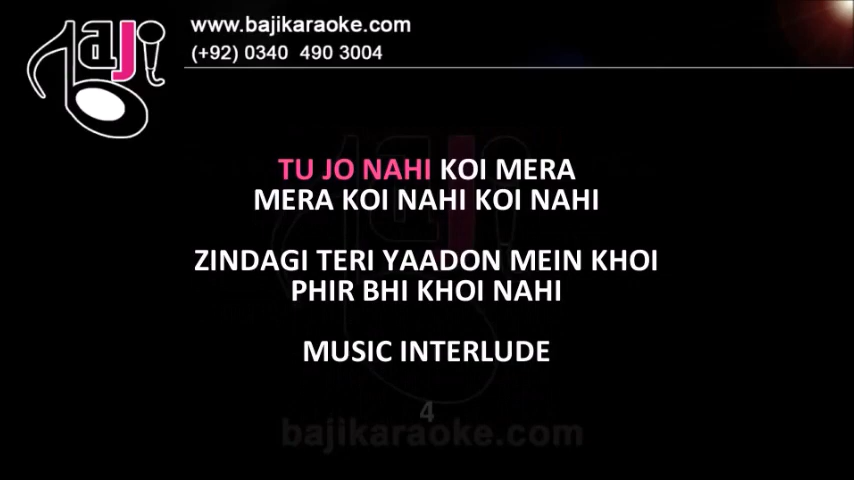 Baji
www.bajikaraoke.com
(+92) 0340 490 3004
TU JO NAHI KOI MERA
MERA KOI NAHI KOI NAHI
ZINDAGI TERI YAADON MEIN KHOI
PHIR BHI KHOI NAHI
MUSIC INTERLUDE
4
bajikaraoke.com